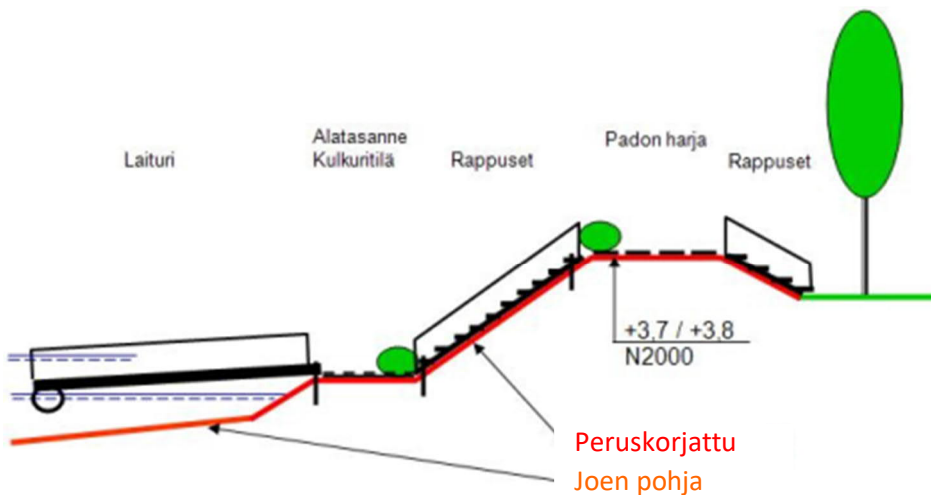 Laituri
Alatasanne
Kulkuritilä
Rappuset
Padon harja
Rappuset
+3,7 / +3,8
N2000
Peruskorjattu
Joen pohja